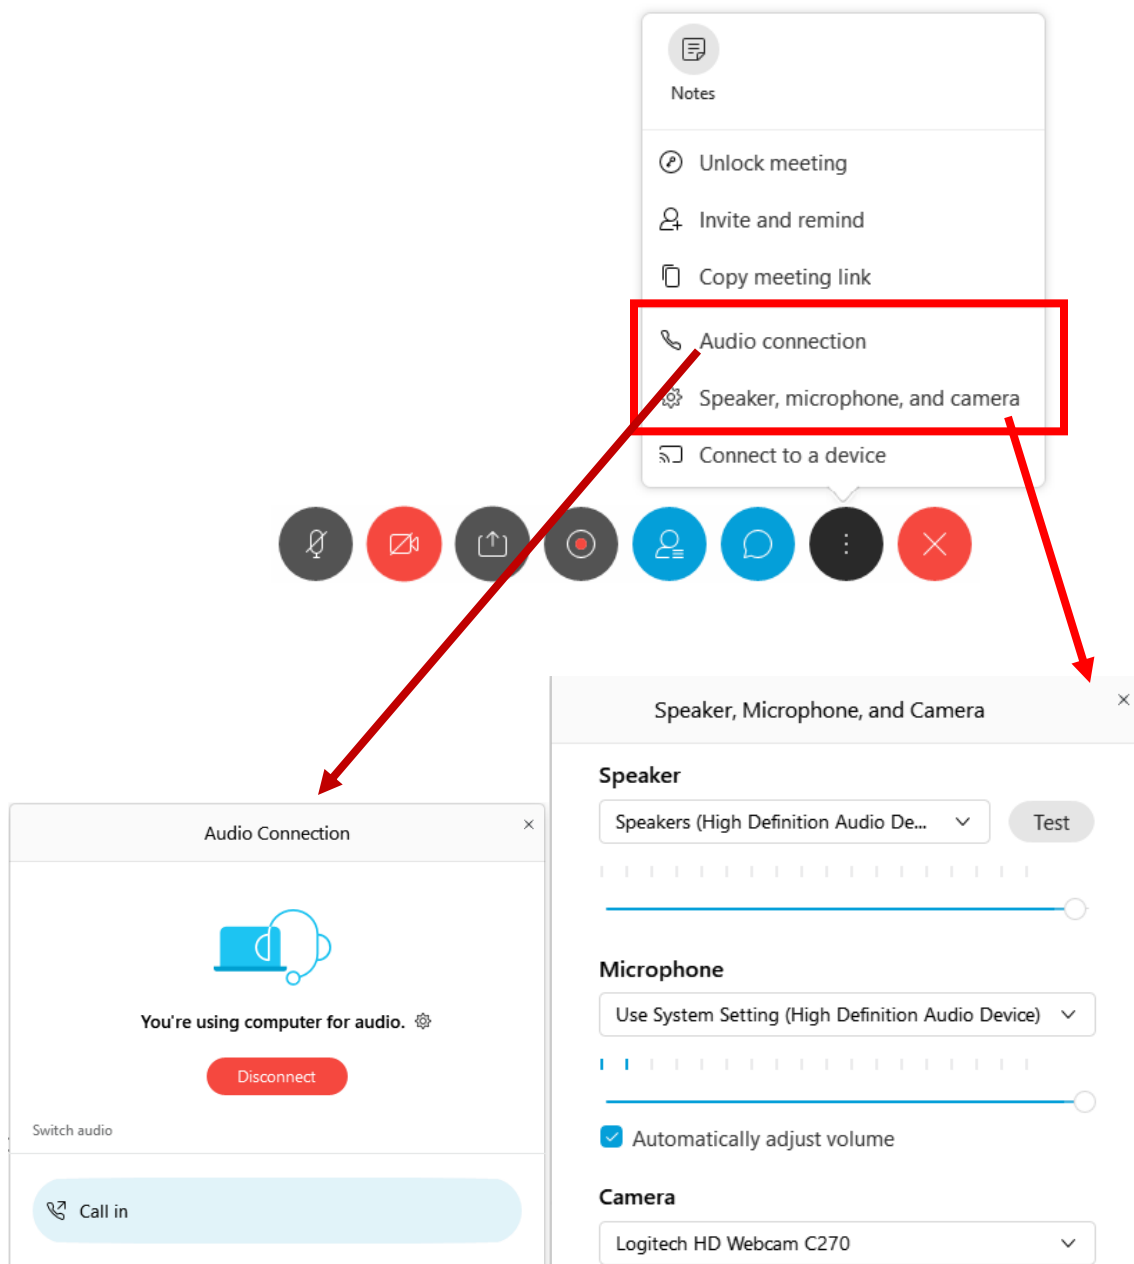 Notes
Unlock meeting
Invite and remind
Copy meeting link
Audio connection
Speaker, microphone, and camera
Connect to a device
Audio Connection
You're using computer for audio.
Disconnect
Switch audio
Call in
Speaker, Microphone, and Camera
Speaker
Speakers (High Definition Audio De...
Test
Microphone
Use System Setting (High Definition Audio Device)
Automatically adjust volume
Camera
Logitech HD Webcam C270